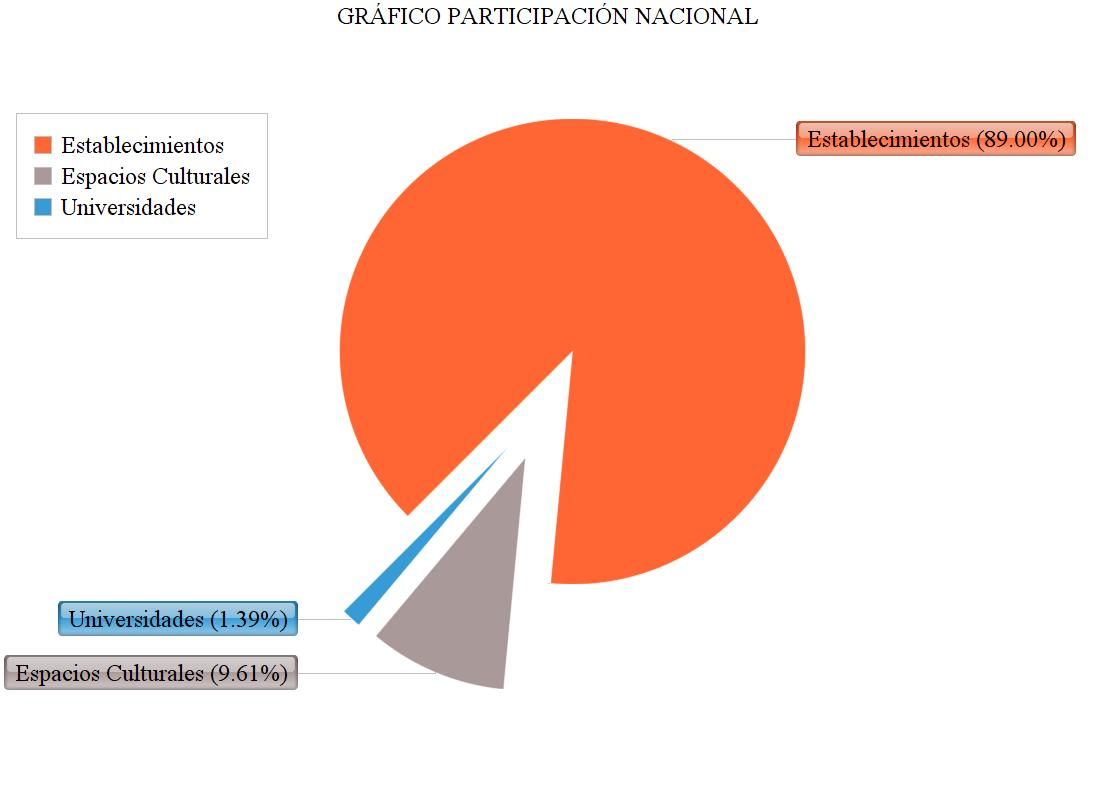 GRÁFICO PARTICIPACIÓN NACIONAL
Establecimientos
Espacios Culturales
Universidades
Establecimientos (89.00%)
Universidades (1.39%)
Espacios Culturales (9.61%)